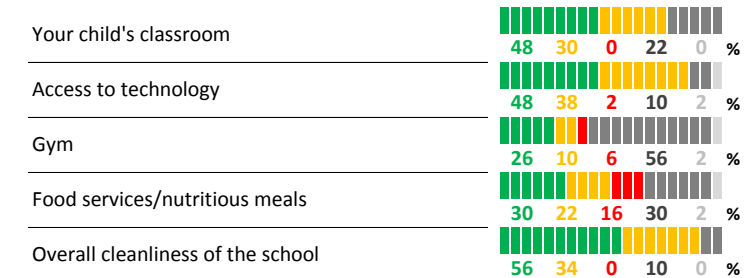 Your child's classroom
48 30 0 22 0 %
Access to technology
48 38 2 10 2 %
Gym
26 10 6 56 2 %
Food services/nutritious meals
30 22 16 30 2 %
Overall cleanliness of the school
56 34 0 10 0 %